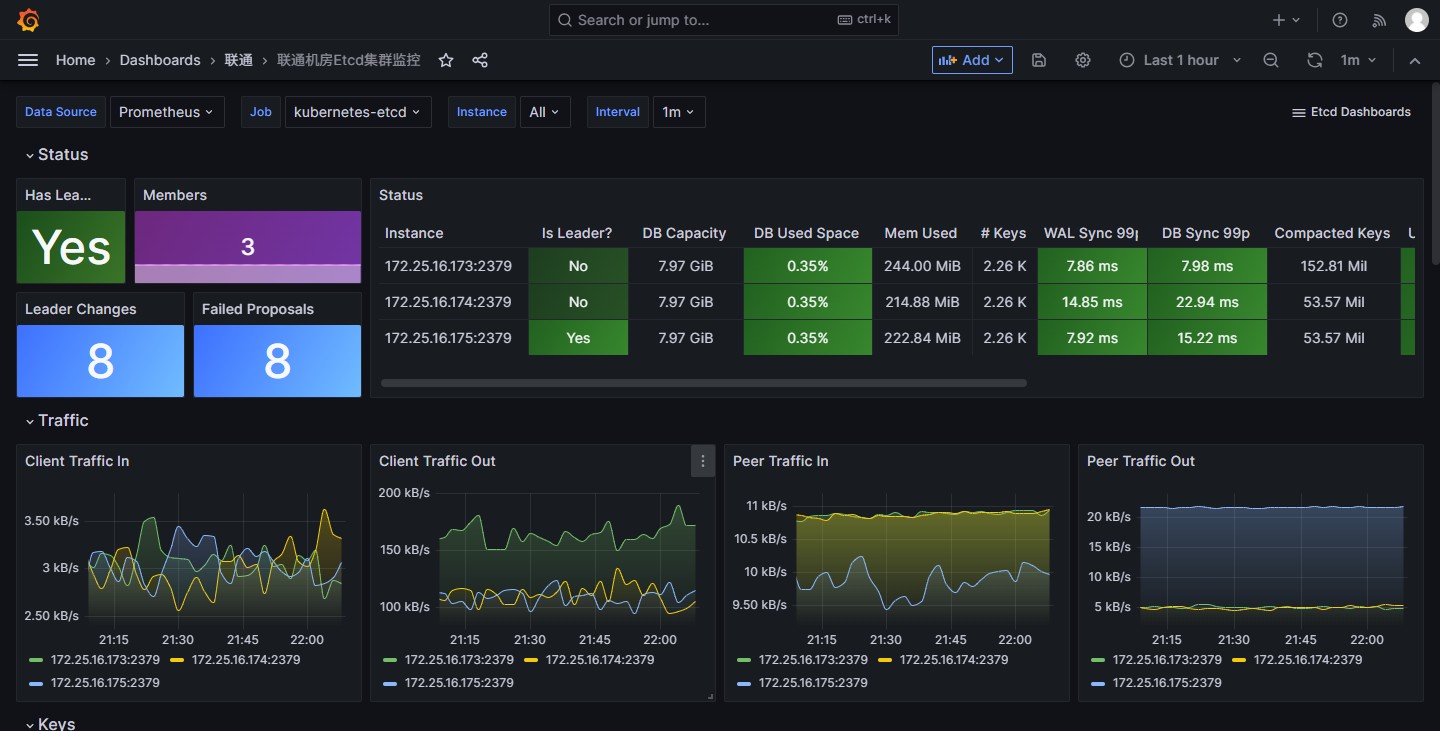 Search or jump to... ctrl+k
Home › Dashboards › 联通 › 联通机房Etcd集群监控 Add Last 1 hour 1m
Data Source Prometheus Job kubernetes-etcd Instance All Interval 1m Etcd Dashboards
Status
Has Lea... Members Status
Yes 3
Leader Changes Failed Proposals
8 8
Instance Is Leader? DB Capacity DB Used Space Mem Used # Keys WAL Sync 99p DB Sync 99p Compacted Keys
172.25.16.173:2379 No 7.97 GiB 0.35% 244.00 MiB 2.26 K 7.86 ms 7.98 ms 152.81 Mil
172.25.16.174:2379 No 7.97 GiB 0.35% 214.88 MiB 2.26 K 14.85 ms 22.94 ms 53.57 Mil
172.25.16.175:2379 Yes 7.97 GiB 0.35% 222.84 MiB 2.26 K 7.92 ms 15.22 ms 53.57 Mil
Traffic
Client Traffic In
3.50 kB/s
3 kB/s
2.50 kB/s
21:15 21:30 21:45 22:00
172.25.16.173:2379 172.25.16.174:2379
172.25.16.175:2379
Client Traffic Out
200 kB/s
150 kB/s
100 kB/s
21:15 21:30 21:45 22:00
172.25.16.173:2379 172.25.16.174:2379
172.25.16.175:2379
Peer Traffic In
11 kB/s
10.5 kB/s
10 kB/s
9.50 kB/s
21:15 21:30 21:45 22:00
172.25.16.173:2379 172.25.16.174:2379
172.25.16.175:2379
Peer Traffic Out
20 kB/s
15 kB/s
10 kB/s
5 kB/s
21:15 21:30 21:45 22:00
172.25.16.173:2379 172.25.16.174:2379
172.25.16.175:2379
Keys